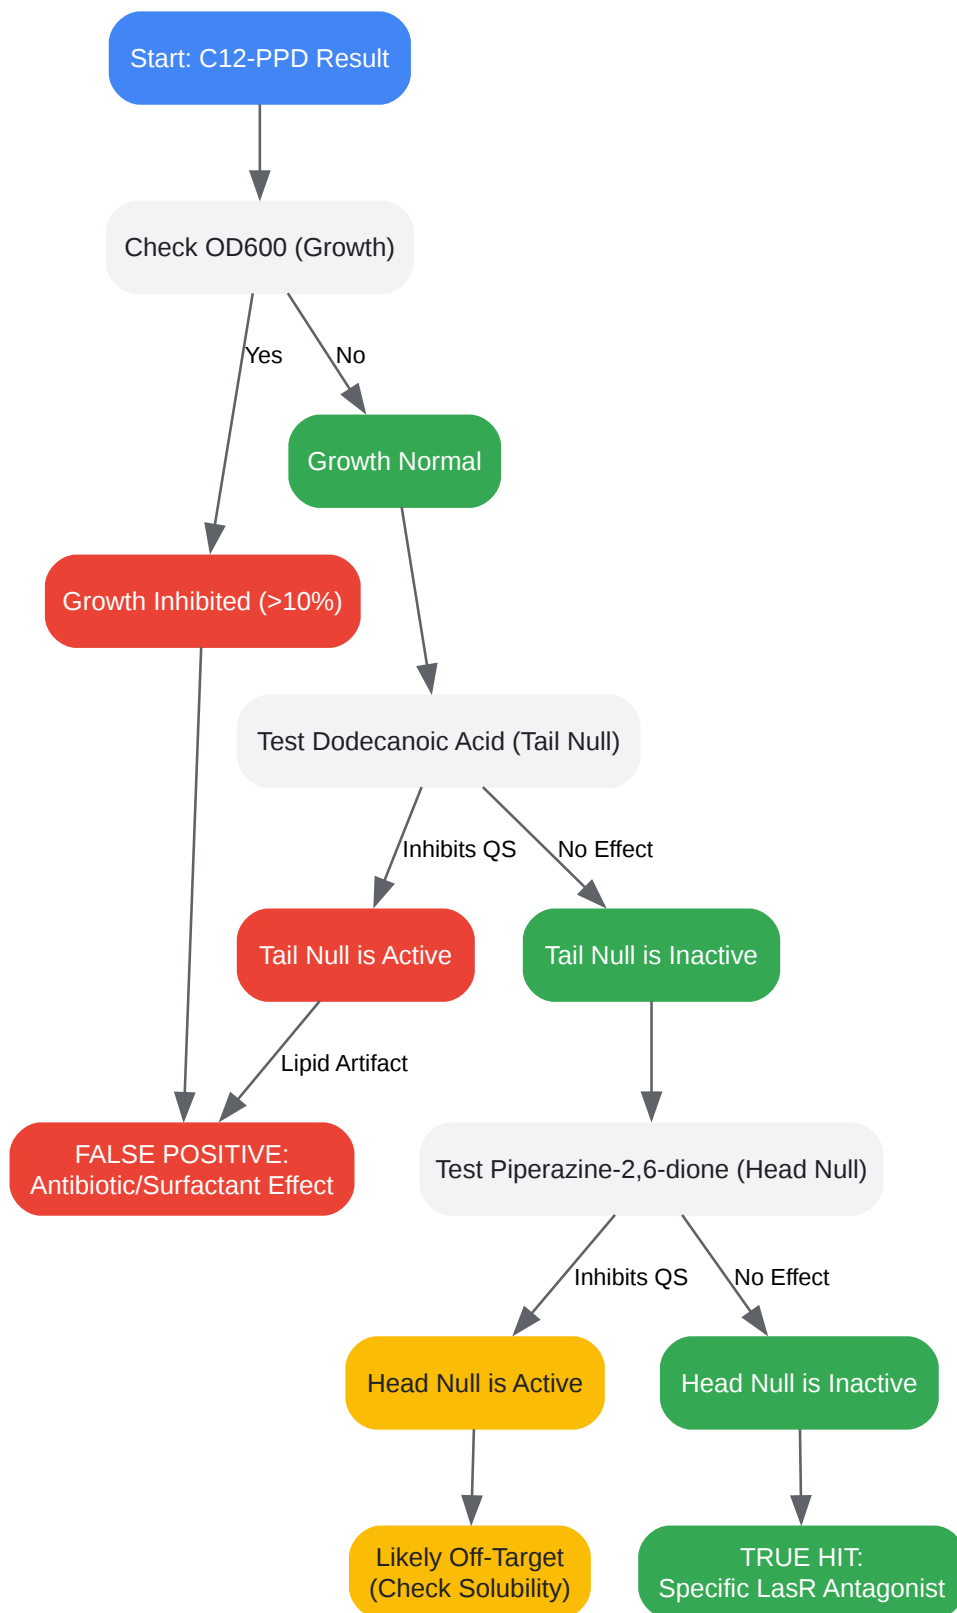 Start: C12-PPD Result
Check OD600 (Growth)
Yes
No
Growth Normal
Growth Inhibited (>10%)
Test Dodecanoic Acid (Tail Null)
Inhibits QS
No Effect
Tail Null is Active
Tail Null is Inactive
Lipid Artifact
FALSE POSITIVE:
Antibiotic/Surfactant Effect
Test Piperazine-2,6-dione (Head Null)
Inhibits QS
No Effect
Head Null is Active
Head Null is Inactive
Likely Off-Target
(Check Solubility)
TRUE HIT:
Specific LasR Antagonist